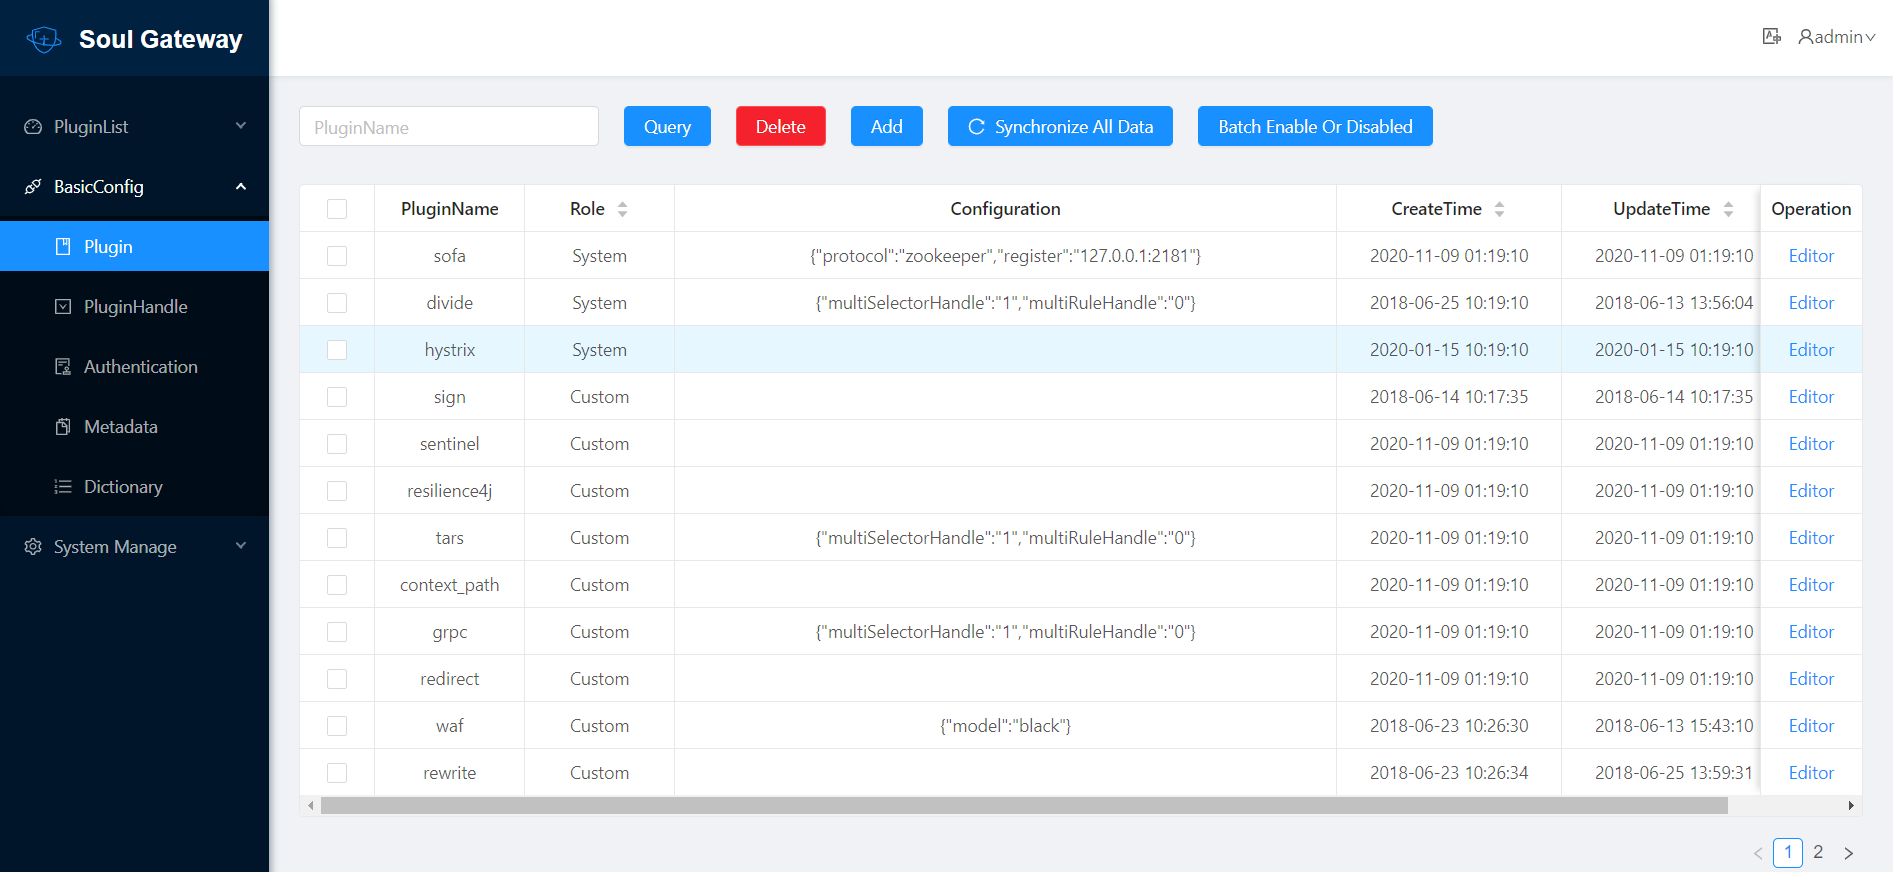 Soul Gateway
admin
PluginList
BasicConfig
Plugin
PluginHandle
Authentication
Metadata
Dictionary
System Manage
PluginName Query Delete Add Synchronize All Data Batch Enable Or Disabled
PluginName Role Configuration CreateTime UpdateTime Operation
sofa System {"protocol":"zookeeper","register":"127.0.0.1:2181"} 2020-11-09 01:19:10 2020-11-09 01:19:10 Editor
divide System {"multiSelectorHandle":"1","multiRuleHandle":"0"} 2018-06-25 10:19:10 2018-06-13 13:56:04 Editor
hystrix System 2020-01-15 10:19:10 2020-01-15 10:19:10 Editor
sign Custom 2018-06-14 10:17:35 2018-06-14 10:17:35 Editor
sentinel Custom 2020-11-09 01:19:10 2020-11-09 01:19:10 Editor
resilience4j Custom 2020-11-09 01:19:10 2020-11-09 01:19:10 Editor
tars Custom {"multiSelectorHandle":"1","multiRuleHandle":"0"} 2020-11-09 01:19:10 2020-11-09 01:19:10 Editor
context_path Custom 2020-11-09 01:19:10 2020-11-09 01:19:10 Editor
grpc Custom {"multiSelectorHandle":"1","multiRuleHandle":"0"} 2020-11-09 01:19:10 2020-11-09 01:19:10 Editor
redirect Custom 2020-11-09 01:19:10 2020-11-09 01:19:10 Editor
waf Custom {"model":"black"} 2018-06-23 10:26:30 2018-06-13 15:43:10 Editor
rewrite Custom 2018-06-23 10:26:34 2018-06-25 13:59:31 Editor
1 2